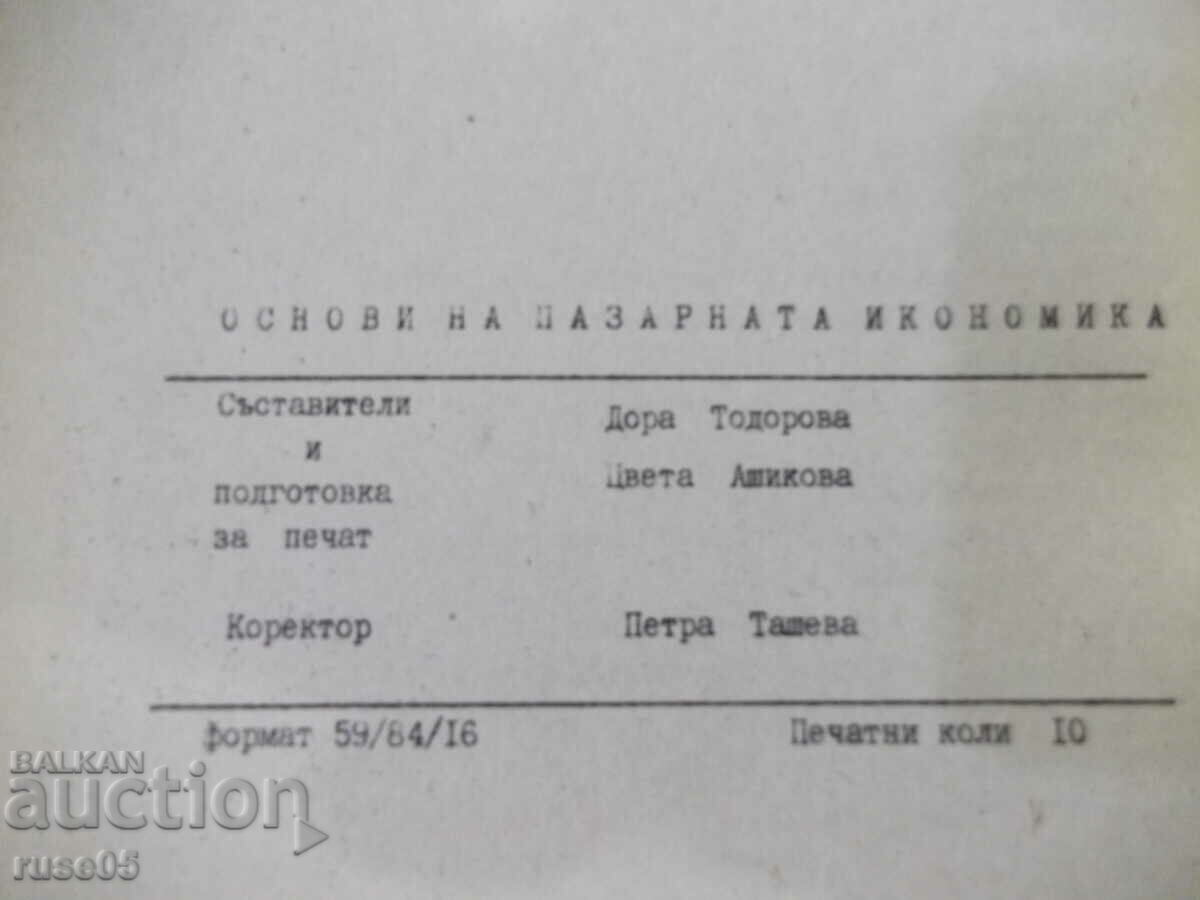 ОСНОВИ НА ПАЗАРНАТА ИКОНОМИКА
Съставители
и
подготовка
за печат
Дора Тодорова
Цвета Ашикова
Коректор Петра Ташева
Формат 59/84/16 Печатни коли 10
BALKAN
auction
ruse05